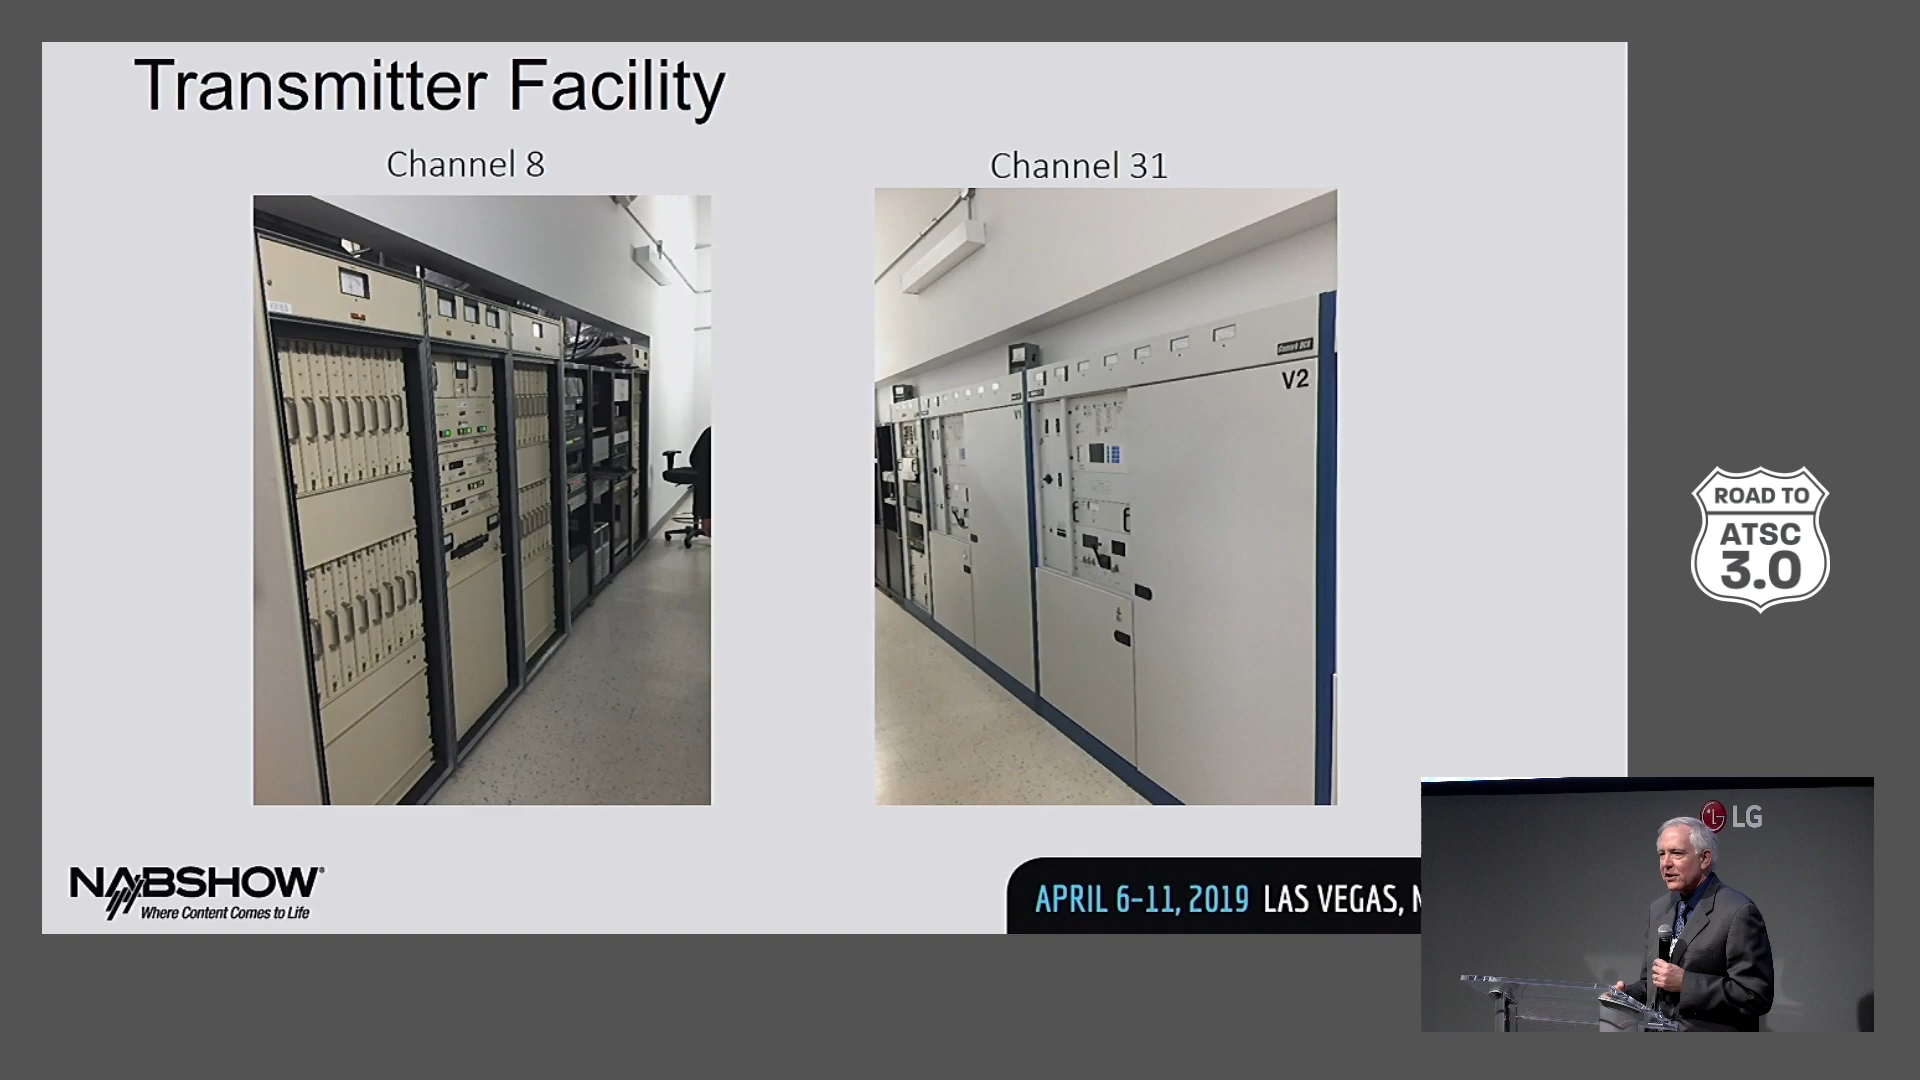 Transmitter Facility
Channel 8
Channel 31
V1
V2
ROAD TO
ATSC
3.0
LG
NABSHOW®
Where Content Comes to Life
APRIL 6–11, 2019 LAS VEGAS, N